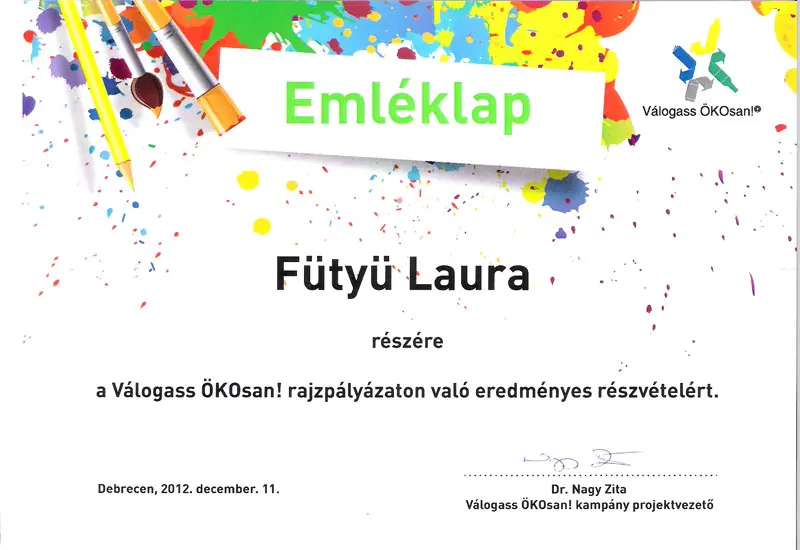 Emléklap
Válogass ÖKOsan!®
Fütyü Laura
részére
a Válogass ÖKOsan! rajzpályázaton való eredményes részvételért.
Debrecen, 2012. december. 11.
Dr. Nagy Zita
Válogass ÖKOsan! kampány projektvezető